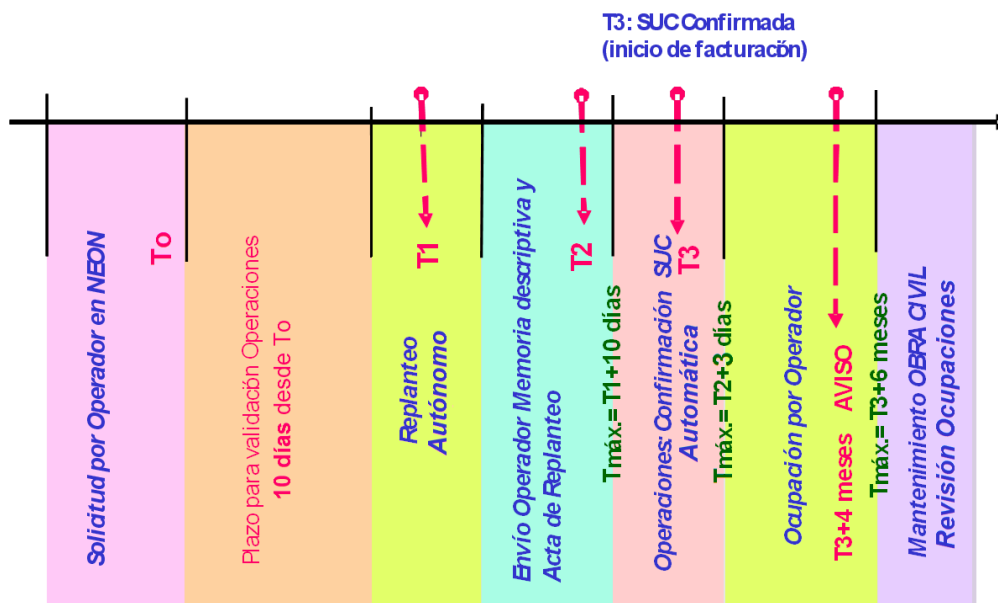 T3: SUC Confirmada
(inicio de facturación)
Solicitud por Operador en NEON
To
Plazo para validación Operaciones
10 días desde To
Replanteo
Autónomo
T1
Envío Operador Memoria descriptiva y
Acta de Replanteo
T2
Tmáx.= T1+10 días
Operaciones: Confirmación SUC
Automática
T3
Tmáx.= T2+3 días
Ocupación por Operador
T3+4 meses AVISO
Tmáx.= T3+6 meses
Mantenimiento OBRA CIVIL
Revisión Ocupaciones